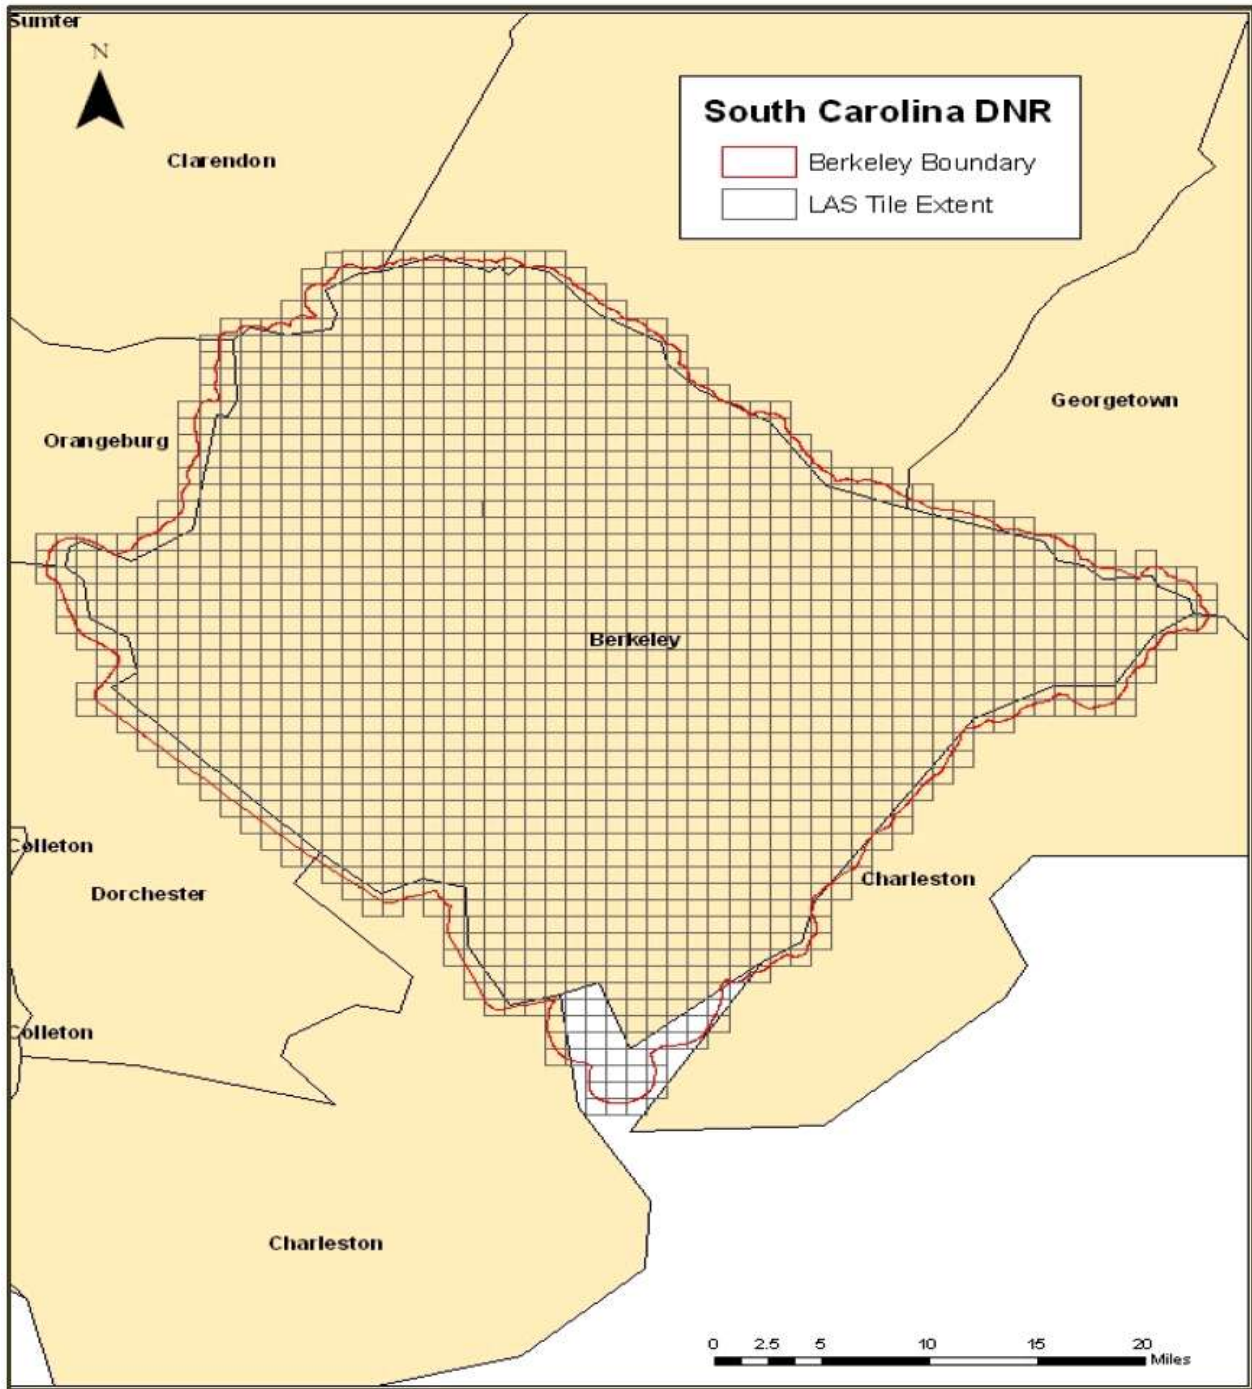 Sumter
N
Clarendon
South Carolina DNR
Berkeley Boundary
LAS Tile Extent
Georgetown
Orangeburg
Berkeley
Colleton
Dorchester
Charleston
Colleton
Charleston
0 2.5 5 10 15 20
Miles